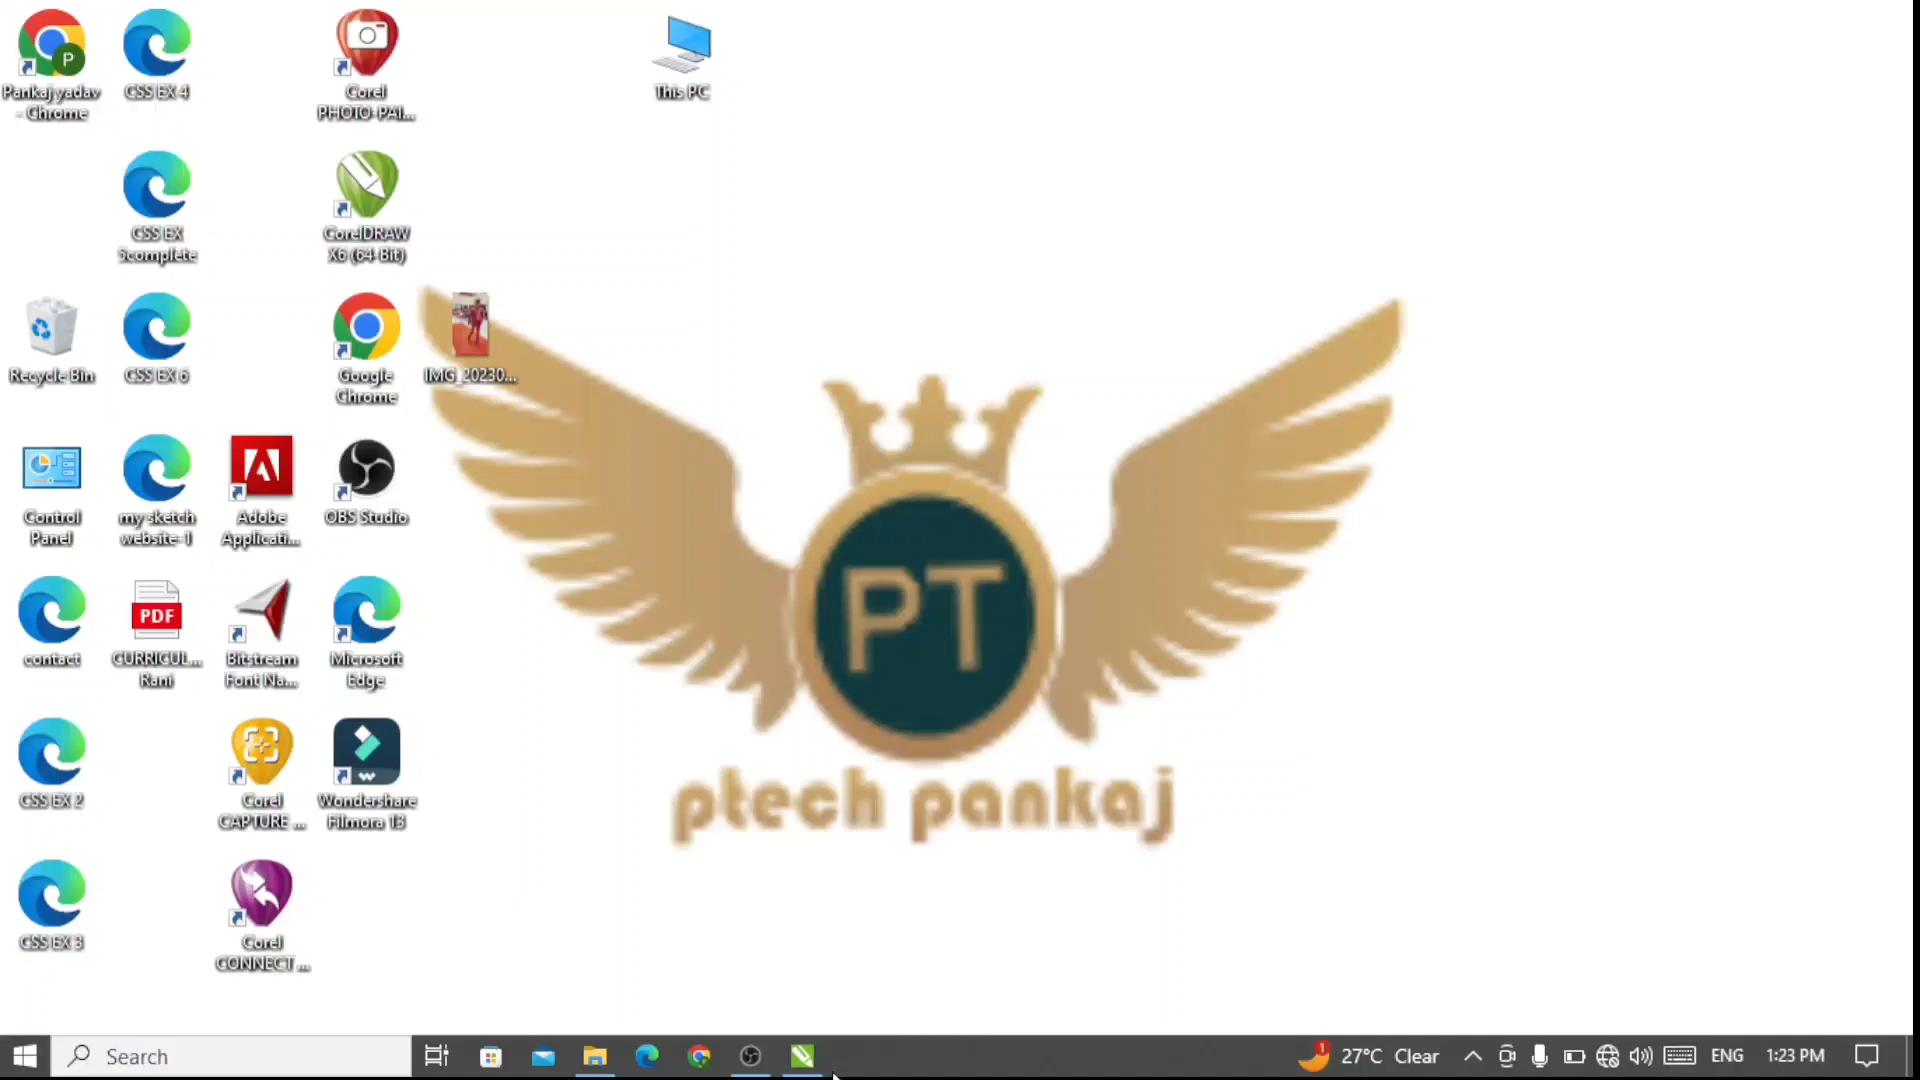 Pankaj yadav
- Chrome
CSS EX 4
Corel
PHOTO-PAI...
This PC
CSS EX
5complete
CorelDRAW
X6 (64-Bit)
Recycle Bin
CSS EX 6
Google
Chrome
IMG_20230...
Control
Panel
my sketch
website-1
Adobe
Applicati...
OBS Studio
contact
PDF
CURRICUL...
Rani
Bitstream
Font Na...
Microsoft
Edge
CSS EX 2
Corel
CAPTURE ...
Wondershare
Filmora 13
CSS EX 3
Corel
CONNECT ...
P
PT
ptech pankaj
Search
1
27°C Clear
ENG
1:23 PM